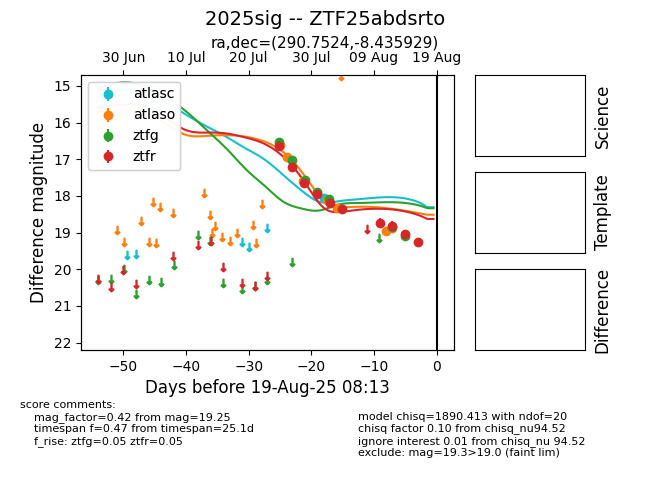 2025sig -- ZTF25abdsrto
ra,dec=(290.7524,-8.435929)
30 Jun 10 Jul 20 Jul 30 Jul 09 Aug 19 Aug
atlasc
atlaso
ztfg
ztfr
15
16
17
18
19
20
21
22
Difference magnitude
−50 −40 −30 −20 −10 0
Days before 19-Aug-25 08:13
Science
Template
Difference
score comments:
mag_factor=0.42 from mag=19.25
timespan f=0.47 from timespan=25.1d
f_rise: ztfg=0.05 ztfr=0.05
model chisq=1890.413 with ndof=20
chisq factor 0.10 from chisq_nu94.52
ignore interest 0.01 from chisq_nu 94.52
exclude: mag=19.3>19.0 (faint lim)